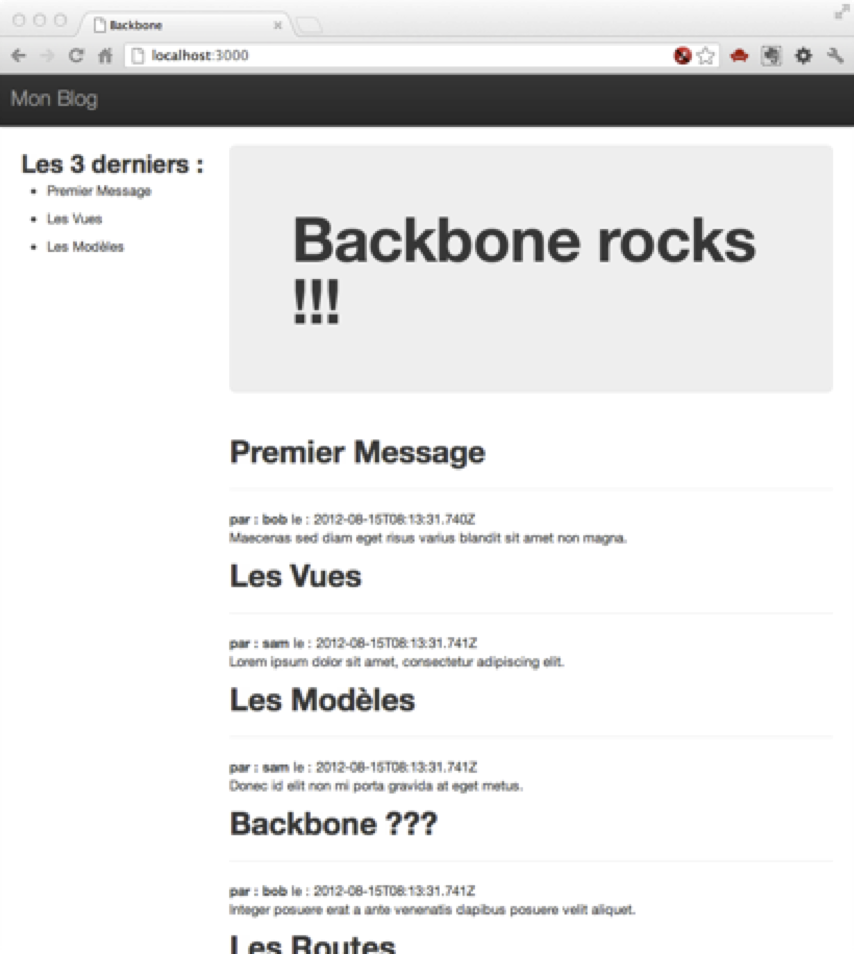 Backbone
localhost:3000
Mon Blog
Les 3 derniers :
Premier Message
Les Vues
Les Modèles
Backbone rocks
!!!
Premier Message
par : bob le : 2012-08-15T08:13:31.740Z
Maecenas sed diam eget risus varius blandit sit amet non magna.
Les Vues
par : sam le : 2012-08-15T08:13:31.741Z
Lorem ipsum dolor sit amet, consectetur adipiscing elit.
Les Modèles
par : sam le : 2012-08-15T08:13:31.741Z
Donec id elit non mi porta gravida at eget metus.
Backbone ???
par : bob le : 2012-08-15T08:13:31.741Z
Integer posuere erat a ante venenatis dapibus posuere velit aliquet.
Les Routes